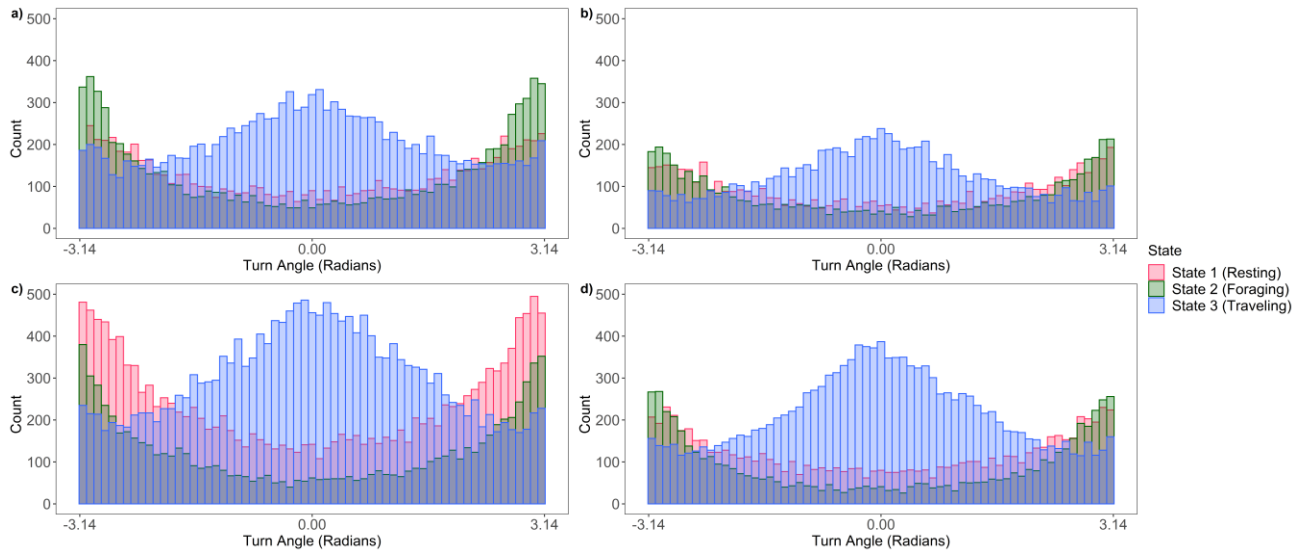 a)
500
400
300
200
100
0
Count
-3.14 0.00 3.14
Turn Angle (Radians)
b)
500
400
300
200
100
0
Count
-3.14 0.00 3.14
Turn Angle (Radians)
c)
500
400
300
200
100
0
Count
-3.14 0.00 3.14
Turn Angle (Radians)
d)
500
400
300
200
100
0
Count
-3.14 0.00 3.14
Turn Angle (Radians)
State
State 1 (Resting)
State 2 (Foraging)
State 3 (Traveling)